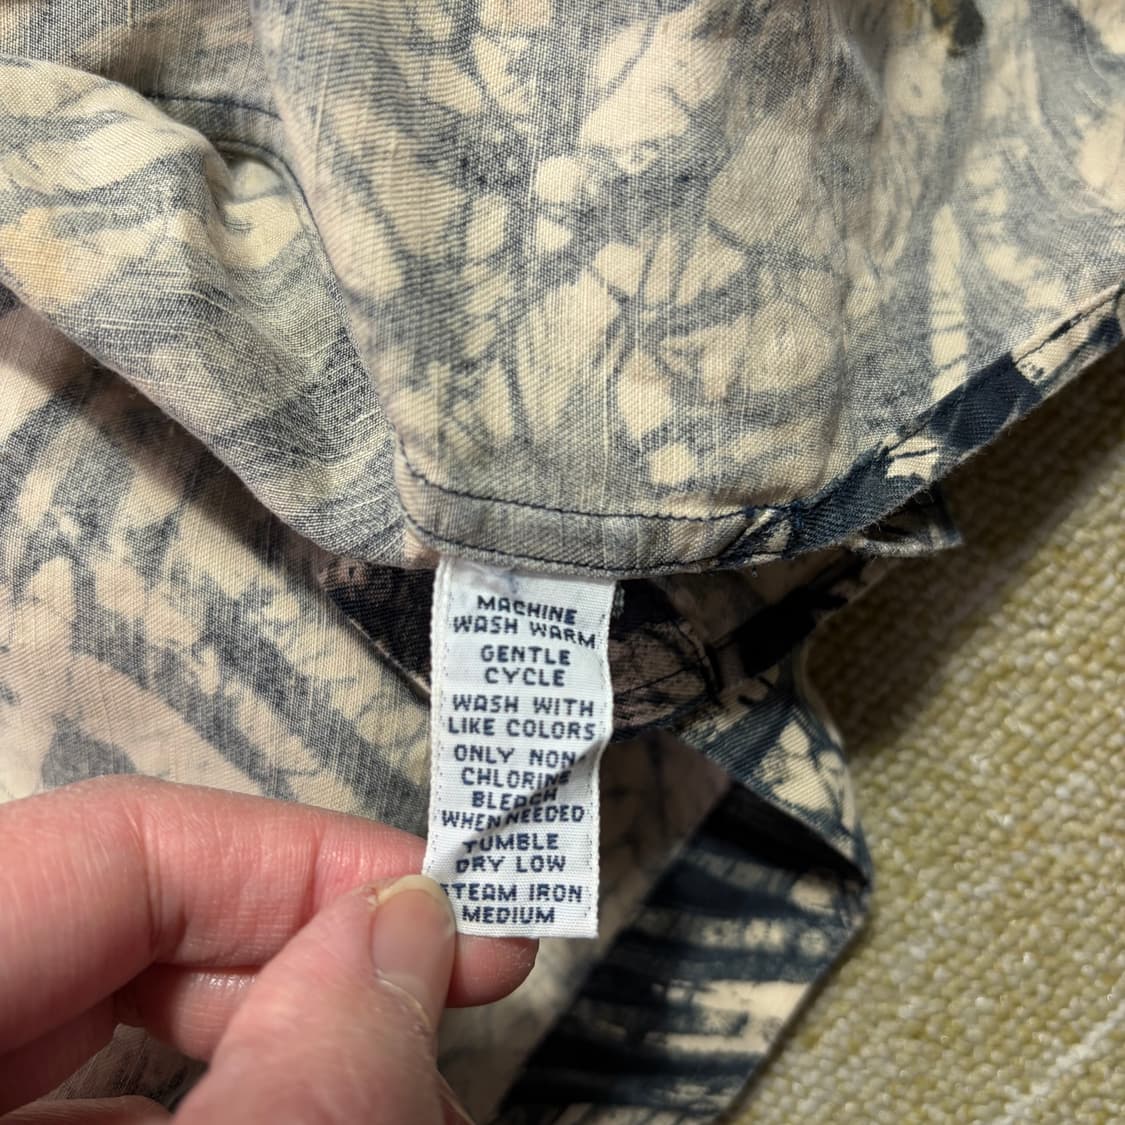 MACHINE
WASH WARM
GENTLE
CYCLE
WASH WITH
LIKE COLORS
ONLY NON-
CHLORINE
BLEACH
WHEN NEEDED
TUMBLE
DRY LOW
STEAM IRON
MEDIUM